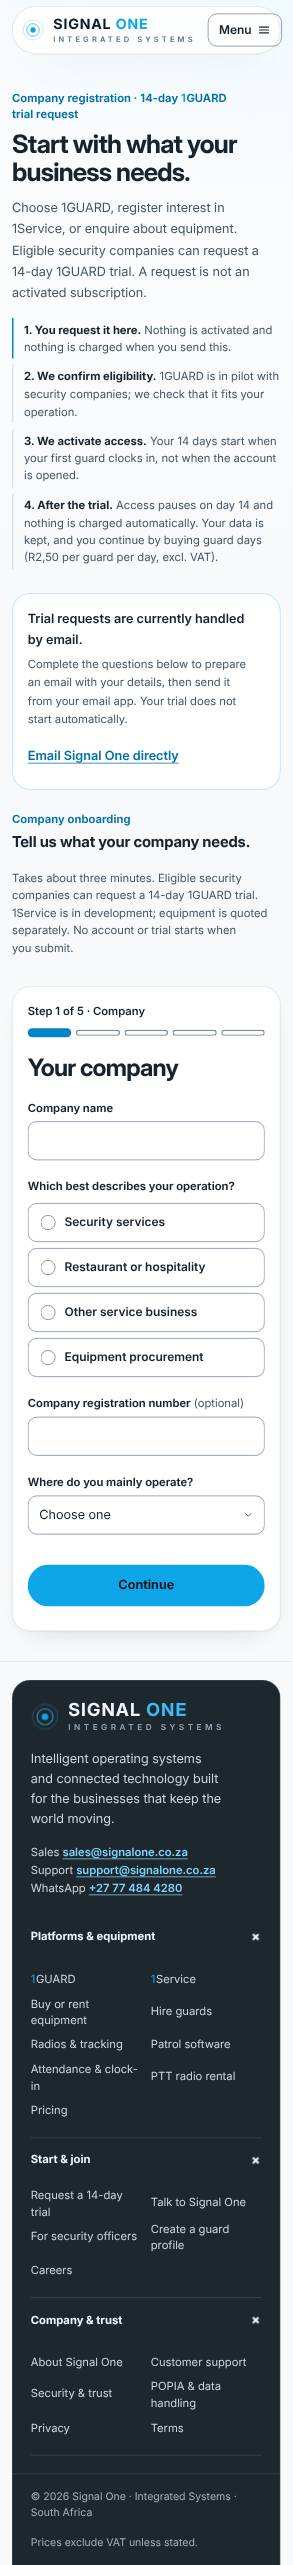 SIGNAL ONE
INTEGRATED SYSTEMS
Menu
Company registration · 14-day 1GUARD
trial request
Start with what your
business needs.
Choose 1GUARD, register interest in
1Service, or enquire about equipment.
Eligible security companies can request a
14-day 1GUARD trial. A request is not an
activated subscription.
1. You request it here. Nothing is activated and
nothing is charged when you send this.
2. We confirm eligibility. 1GUARD is in pilot with
security companies; we check that it fits your
operation.
3. We activate access. Your 14 days start when
your first guard clocks in, not when the account
is opened.
4. After the trial. Access pauses on day 14 and
nothing is charged automatically. Your data is
kept, and you continue by buying guard days
(R2,50 per guard per day, excl. VAT).
Trial requests are currently handled
by email.
Complete the questions below to prepare
an email with your details, then send it
from your email app. Your trial does not
start automatically.
Email Signal One directly
Company onboarding
Tell us what your company needs.
Takes about three minutes. Eligible security
companies can request a 14-day 1GUARD trial.
1Service is in development; equipment is quoted
separately. No account or trial starts when
you submit.
Step 1 of 5 · Company
Your company
Company name
Which best describes your operation?
Security services
Restaurant or hospitality
Other service business
Equipment procurement
Company registration number (optional)
Where do you mainly operate?
Choose one
Continue
SIGNAL ONE
INTEGRATED SYSTEMS
Intelligent operating systems
and connected technology built
for the businesses that keep the
world moving.
Sales sales@signalone.co.za
Support support@signalone.co.za
WhatsApp +27 77 484 4280
Platforms & equipment
1GUARD
1Service
Buy or rent
equipment
Hire guards
Radios & tracking
Patrol software
Attendance & clock-
in
PTT radio rental
Pricing
Start & join
Request a 14-day
trial
Talk to Signal One
For security officers
Create a guard
profile
Careers
Company & trust
About Signal One
Customer support
Security & trust
POPIA & data
handling
Privacy
Terms
© 2026 Signal One · Integrated Systems ·
South Africa
Prices exclude VAT unless stated.